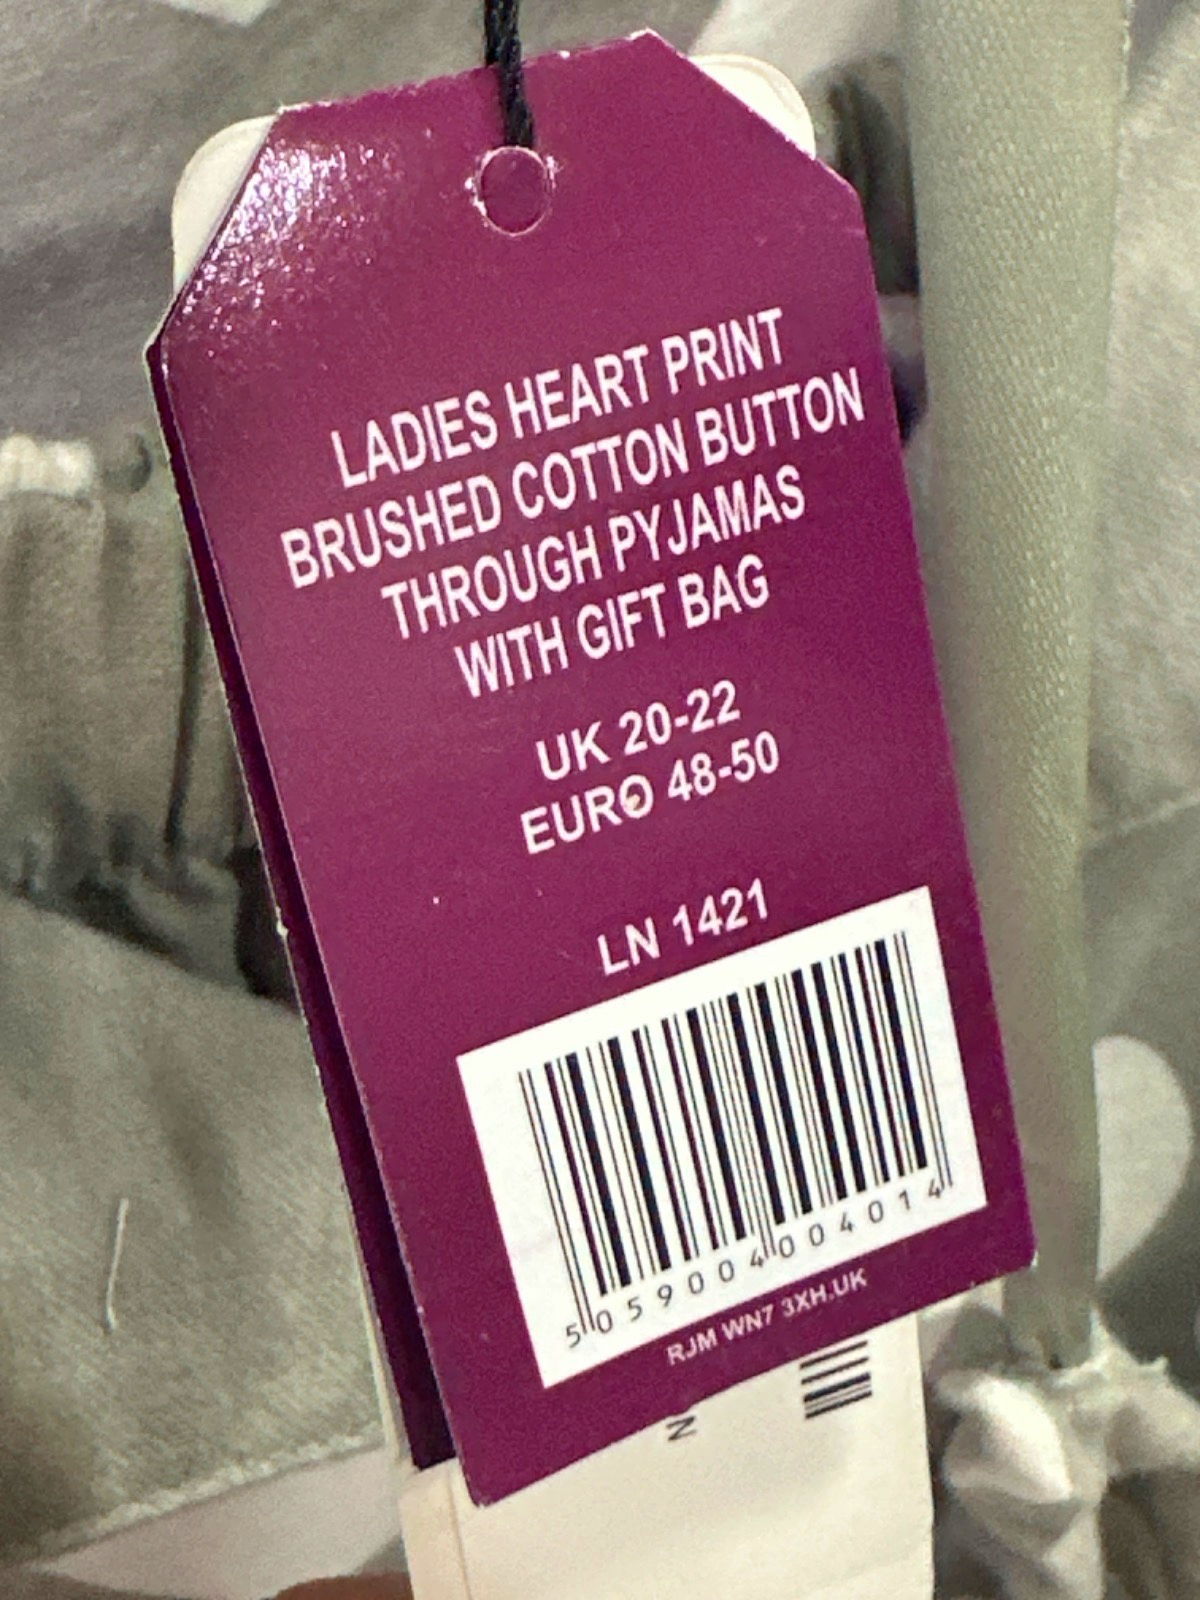 LADIES HEART PRINT
BRUSHED COTTON BUTTON
THROUGH PYJAMAS
WITH GIFT BAG
UK 20-22
EURO 48-50
LN 1421
5 059004 004014
RJM WN7 3XH.UK
N